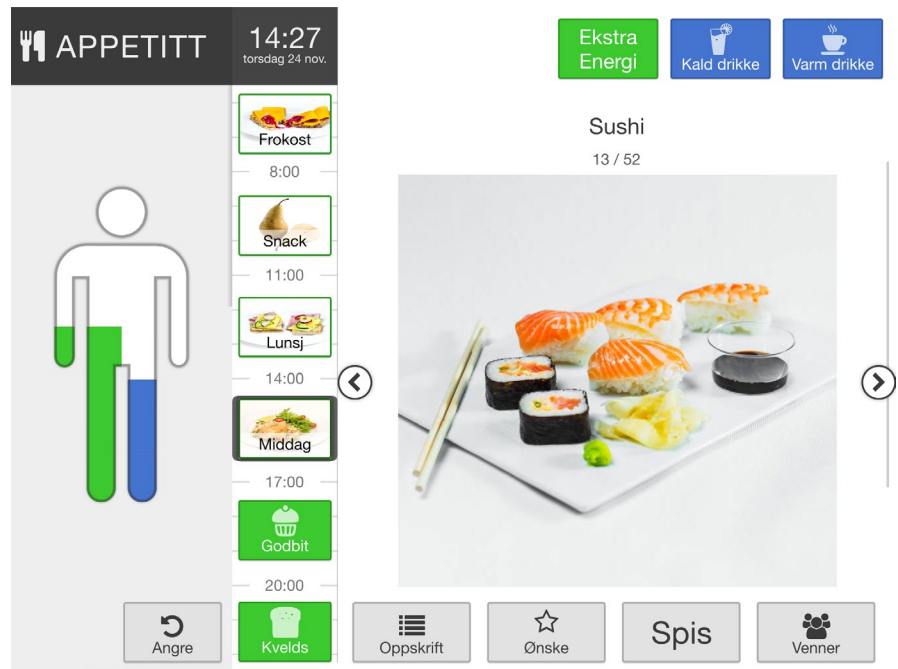 APPETITT
14:27
torsdag 24 nov.
Ekstra
Energi
Kald drikke
Varm drikke
Frokost
8:00
Snack
11:00
Lunsj
14:00
Middag
17:00
Godbit
20:00
Kvelds
Sushi
13 / 52
Angre
Oppskrift
Ønske
Spis
Venner